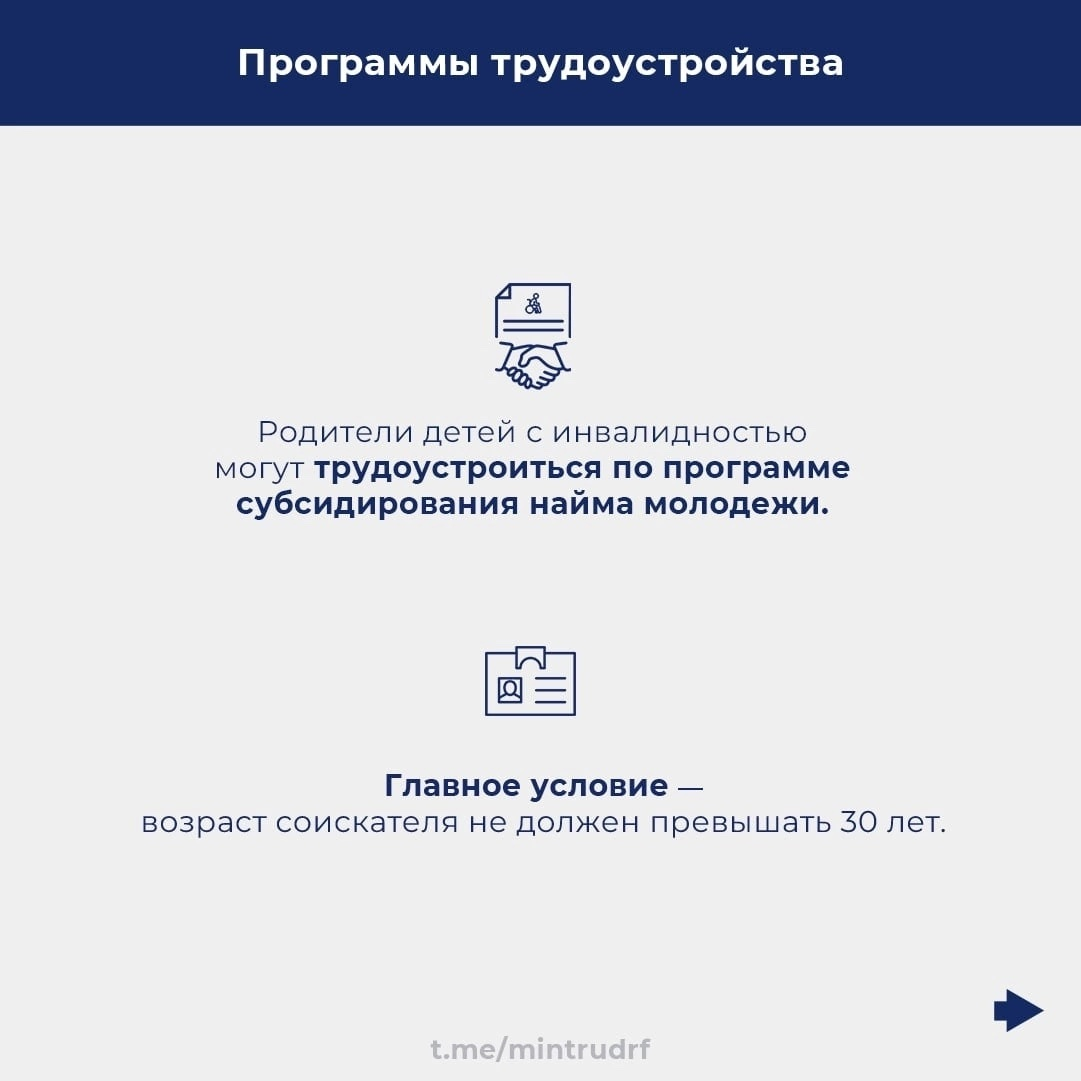 Программы трудоустройства
Родители детей с инвалидностью
могут трудоустроиться по программе
субсидирования найма молодежи.
Главное условие —
возраст соискателя не должен превышать 30 лет.
t.me/mintrudrf